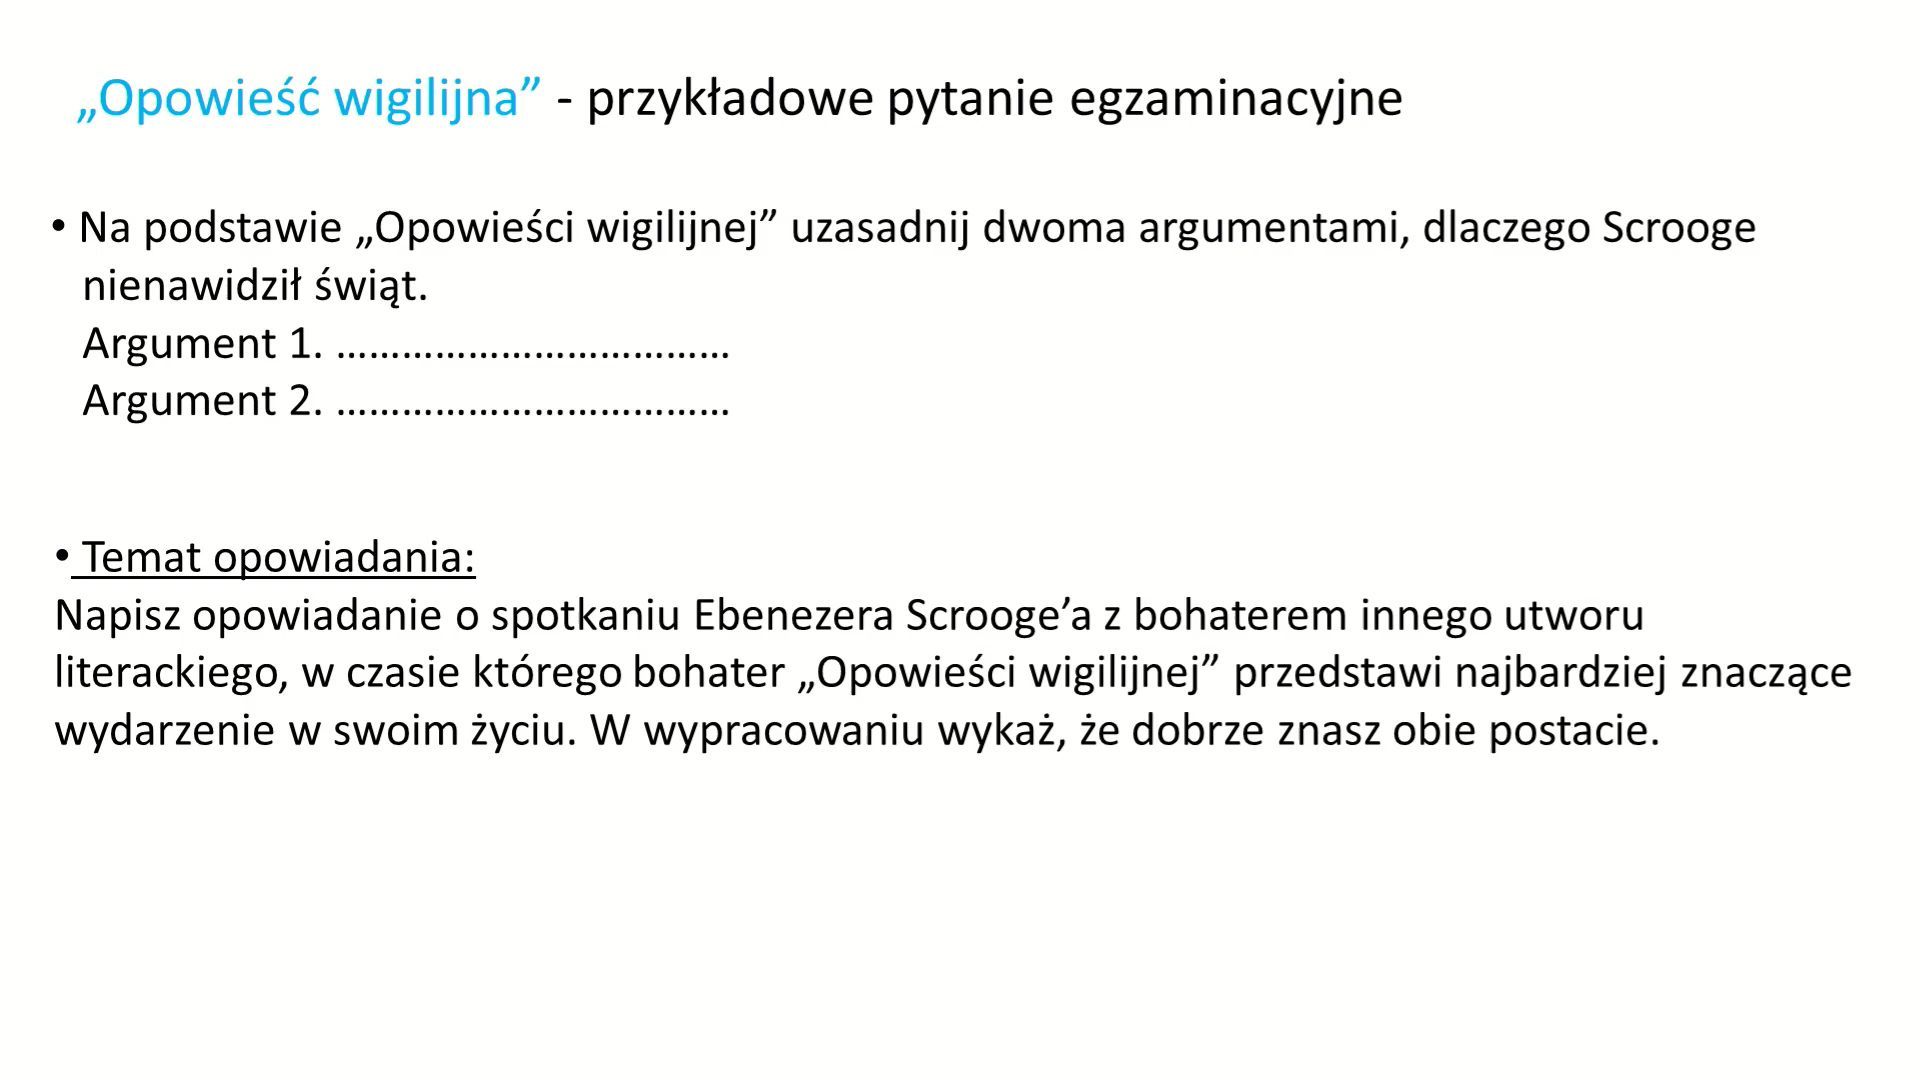 „Opowieść wigilijna” - przykładowe pytanie egzaminacyjne
• Na podstawie „Opowieści wigilijnej” uzasadnij dwoma argumentami, dlaczego Scrooge
nienawidził świąt.
Argument 1. ………………………………
Argument 2. ………………………………
• Temat opowiadania:
Napisz opowiadanie o spotkaniu Ebenezera Scrooge’a z bohaterem innego utworu
literackiego, w czasie którego bohater „Opowieści wigilijnej” przedstawi najbardziej znaczące
wydarzenie w swoim życiu. W wypracowaniu wykaż, że dobrze znasz obie postacie.